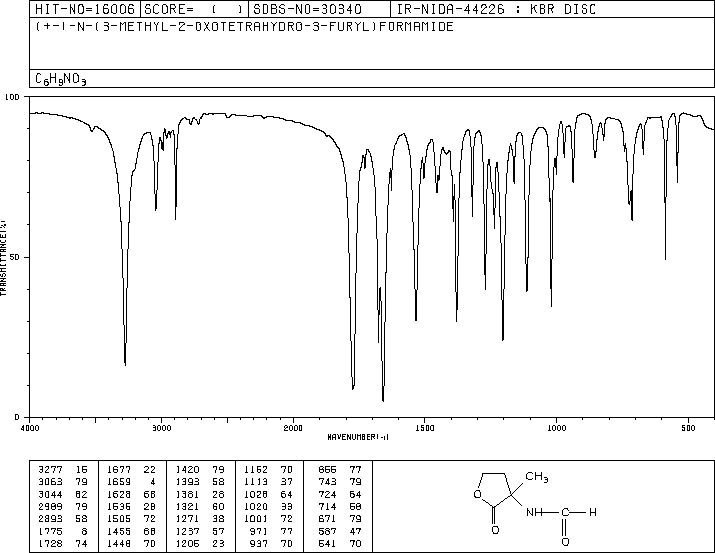 HIT-NO=16006 SCORE= ( ) SDBS-NO=30340 IR-NIDA-44226 : KBR DISC
(+-)-N-(3-METHYL-2-OXOTETRAHYDRO-3-FURYL)FORMAMIDE
C6H9NO3
100
50
0
TRANSMITTANCE(%)
4000 3000 2000 1500 1000 500
WAVENUMBER(-1)
3277 16 1677 22 1420 79 1162 70 866 77
3063 79 1659 4 1393 58 1113 37 743 79
3044 62 1628 68 1381 28 1028 64 724 64
2989 79 1536 28 1321 60 1020 33 714 58
2893 58 1505 72 1271 38 1001 72 671 79
1775 8 1455 68 1237 57 971 77 587 47
1728 74 1448 70 1206 23 937 70 541 70
CH3
O
O
NH
C
H
O